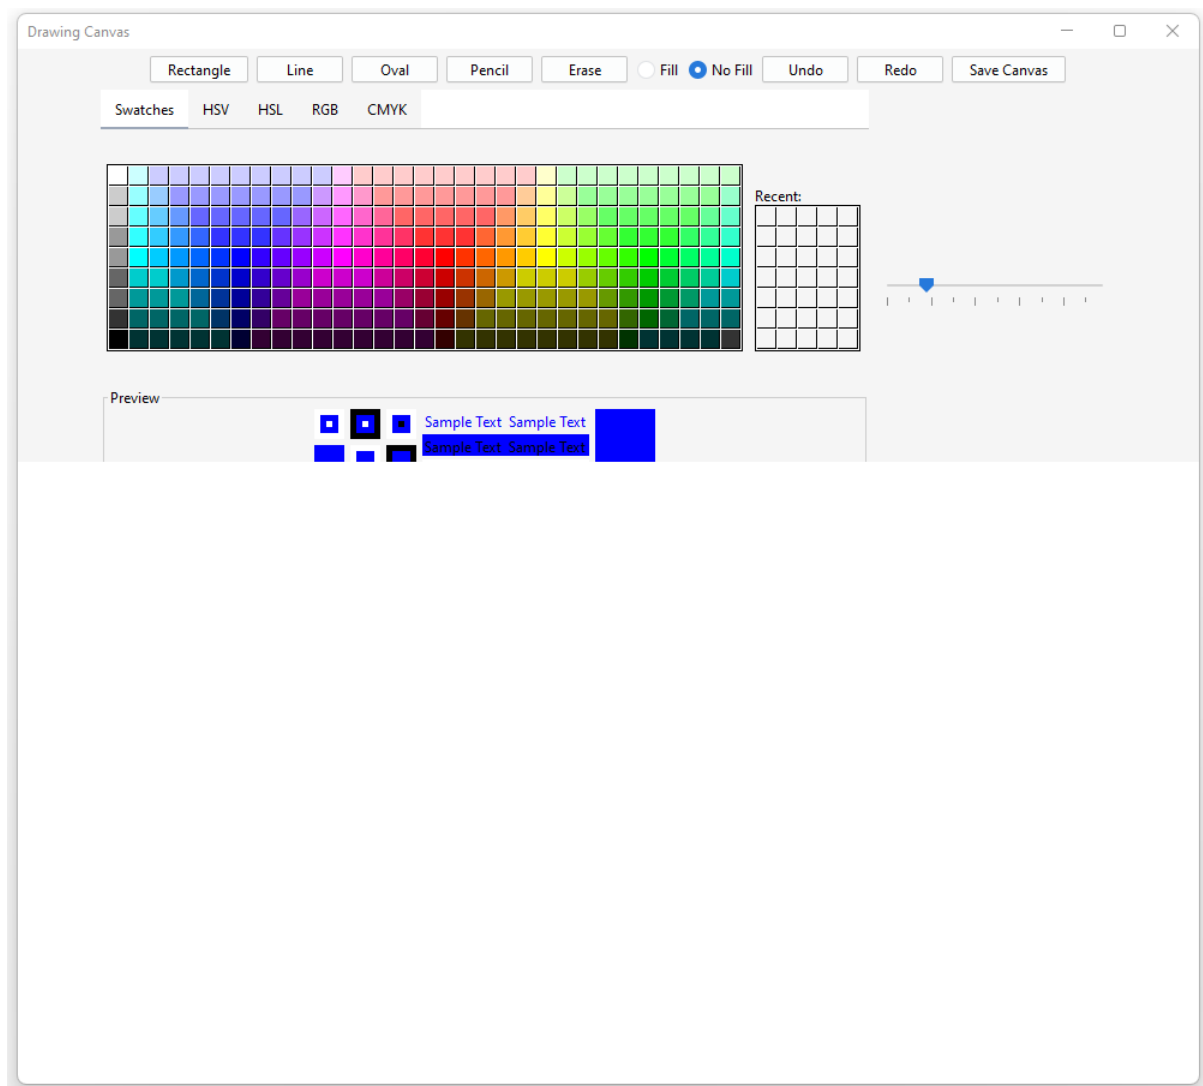 Drawing Canvas
Rectangle Line Oval Pencil Erase Fill No Fill Undo Redo Save Canvas
Swatches HSV HSL RGB CMYK
Recent:
Preview
Sample Text Sample Text
Sample Text Sample Text